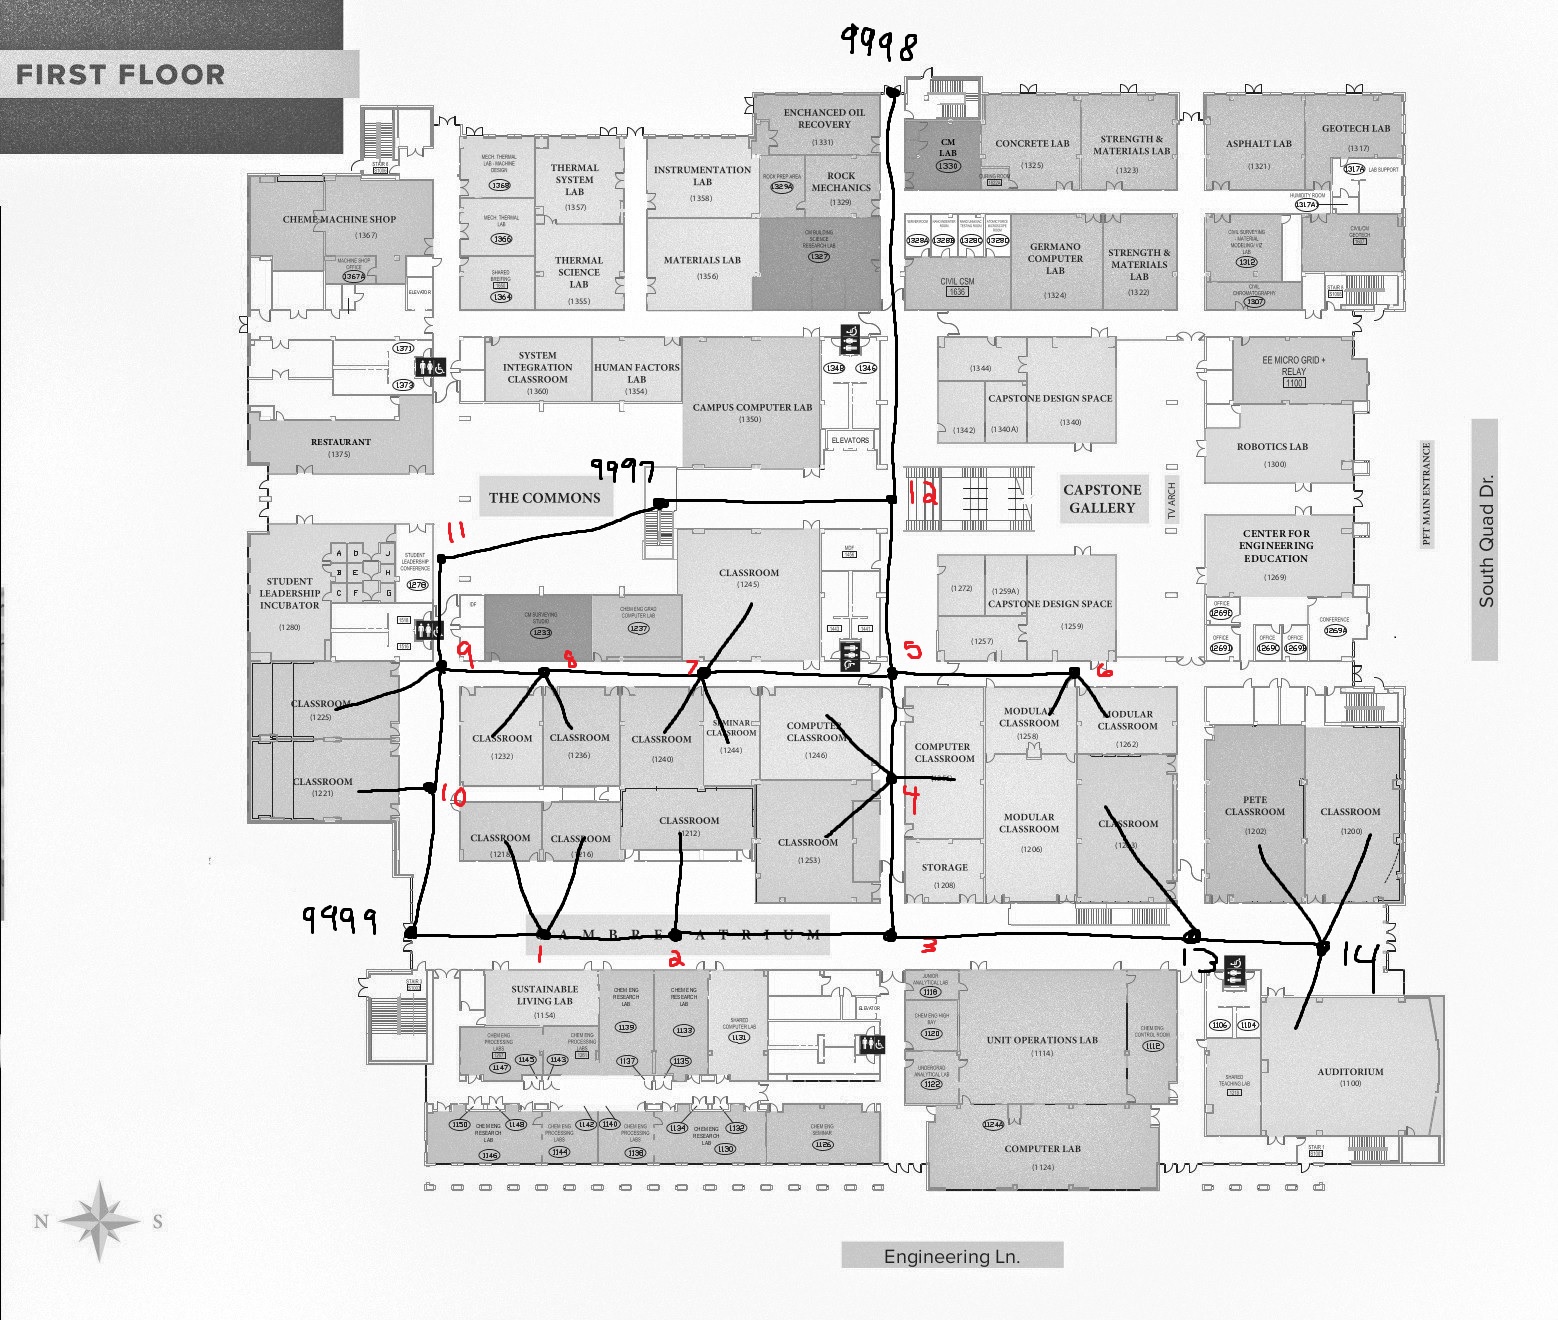 9998
FIRST FLOOR
ENCHANCED OIL
RECOVERY
(1331)
CM
LAB
1330
CONCRETE LAB
(1325)
STRENGTH &
MATERIALS LAB
(1323)
ASPHALT LAB
(1321)
GEOTECH LAB
(1317)
1317A
LAB SUPPORT
HUMIDITY ROOM
1317A
MECH. THERMAL
LAB - MACHINE
DESIGN
1368
THERMAL
SYSTEM
LAB
(1357)
INSTRUMENTATION
LAB
(1358)
ROCK PREP AREA
1329A
ROCK
MECHANICS
(1329)
CHEME MACHINE SHOP
(1367)
MACHINE SHOP
OFFICE
1367A
ELEVATOR
MECH. THERMAL
LAB
1366
SHARED
BRIEFING
1364
THERMAL
SCIENCE
LAB
(1355)
MATERIALS LAB
(1356)
CM BUILDING
SCIENCE
RESEARCH LAB
1327
1328A
1328B
1328C
1328D
CIVIL CSM
1636
GERMANO
COMPUTER
LAB
(1324)
STRENGTH &
MATERIALS
LAB
(1322)
CIVIL SURVEYING
- MATERIAL
MODELING/VIZ
LAB
1312
CIVIL/CM
GEOTECH
CIVIL
CHROMATOGRAPHY
1307
1371
1373
SYSTEM
INTEGRATION
CLASSROOM
(1360)
HUMAN FACTORS
LAB
(1354)
CAMPUS COMPUTER LAB
(1350)
1348
1346
ELEVATORS
(1344)
CAPSTONE DESIGN SPACE
(1340)
(1342)
(1340A)
EE MICRO GRID +
RELAY
1100
ROBOTICS LAB
(1300)
RESTAURANT
(1375)
9997
THE COMMONS
12
CAPSTONE
GALLERY
TV ARCH
PFT MAIN ENTRANCE
South Quad Dr.
11
STUDENT
LEADERSHIP
INCUBATOR
(1280)
A D J
B E H
C F G
STUDENT
LEADERSHIP
CONFERENCE
1278
IDF
CM SURVEYING
STUDIO
1233
CHEM ENG GRAD
COMPUTER LAB
1237
CLASSROOM
(1245)
MDF
(1272)
(1259A)
CAPSTONE DESIGN SPACE
(1259)
(1257)
CENTER FOR
ENGINEERING
EDUCATION
(1269)
OFFICE
1269E
OFFICE
1269D
OFFICE
1269C
OFFICE
1269B
CONFERENCE
1269A
9
8
7
5
6
CLASSROOM
(1225)
CLASSROOM
(1232)
CLASSROOM
(1236)
CLASSROOM
(1240)
SEMINAR
CLASSROOM
(1244)
COMPUTER
CLASSROOM
(1246)
COMPUTER
CLASSROOM
MODULAR
CLASSROOM
(1258)
MODULAR
CLASSROOM
(1262)
CLASSROOM
(1221)
10
4
CLASSROOM
(1218)
CLASSROOM
(1216)
CLASSROOM
(1212)
CLASSROOM
(1253)
STORAGE
(1208)
MODULAR
CLASSROOM
(1206)
CLASSROOM
PETE
CLASSROOM
(1202)
CLASSROOM
(1200)
9999
AMBRE ATRIUM
1
2
3
13
14
STAIR 3
SUSTAINABLE
LIVING LAB
(1154)
CHEM ENG
RESEARCH
LAB
1139
CHEM ENG
RESEARCH
LAB
1133
SHARED
COMPUTER LAB
1131
ELEVATOR
JUNIOR
ANALYTICAL LAB
1118
CHEM ENG HIGH
BAY
1120
UNDERGRAD
ANALYTICAL LAB
1122
UNIT OPERATIONS LAB
(1114)
CHEM ENG
CONTROL ROOM
1112
1106
1104
SHARED
TEACHING LAB
AUDITORIUM
(1100)
CHEM ENG
PROCESSING
LABS
1147
1145
CHEM ENG
PROCESSING
LABS
1143
1137
1135
1150
1148
1142
1140
1134
1132
CHEM ENG
RESEARCH
LAB
1146
CHEM ENG
PROCESSING
LABS
1144
CHEM ENG
PROCESSING
LABS
1138
CHEM ENG
RESEARCH
LAB
1130
CHEM ENG
SEMINAR
1126
1124A
COMPUTER LAB
(1124)
STAIR 1
N S
Engineering Ln.